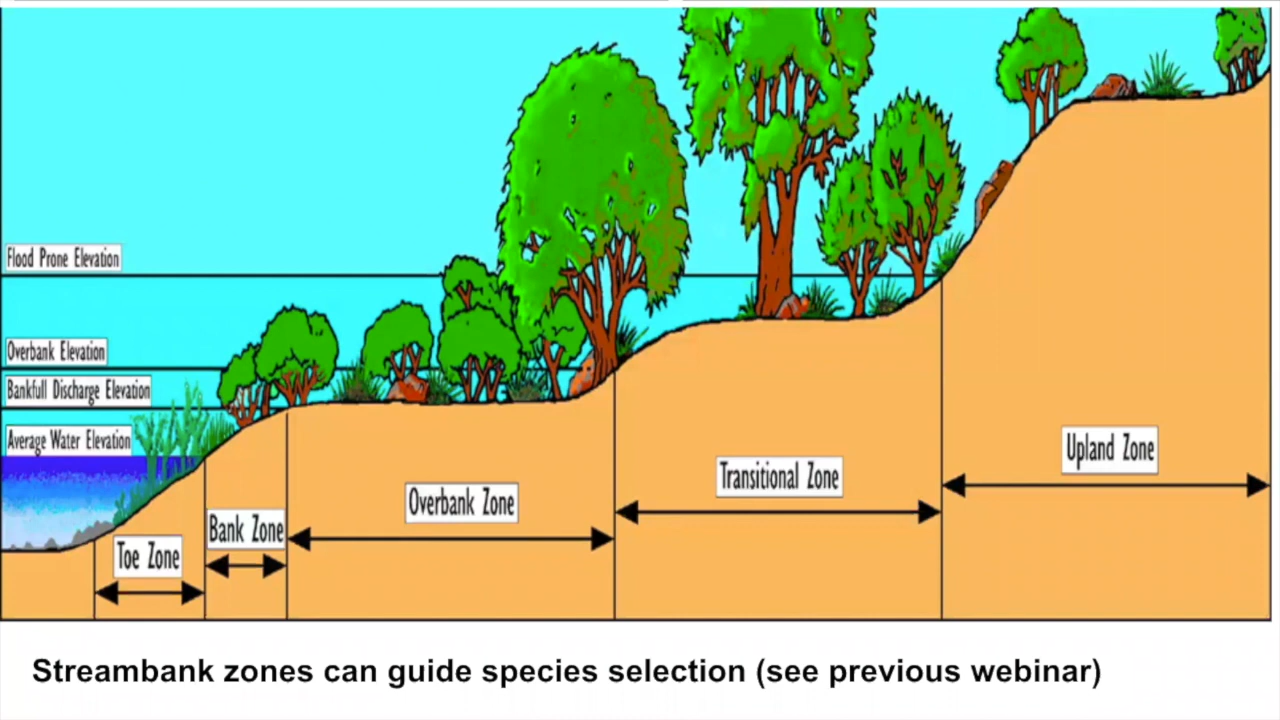 Flood Prone Elevation
Overbank Elevation
Bankfull Discharge Elevation
Average Water Elevation
Upland Zone
Transitional Zone
Overbank Zone
Bank Zone
Toe Zone
Streambank zones can guide species selection (see previous webinar)